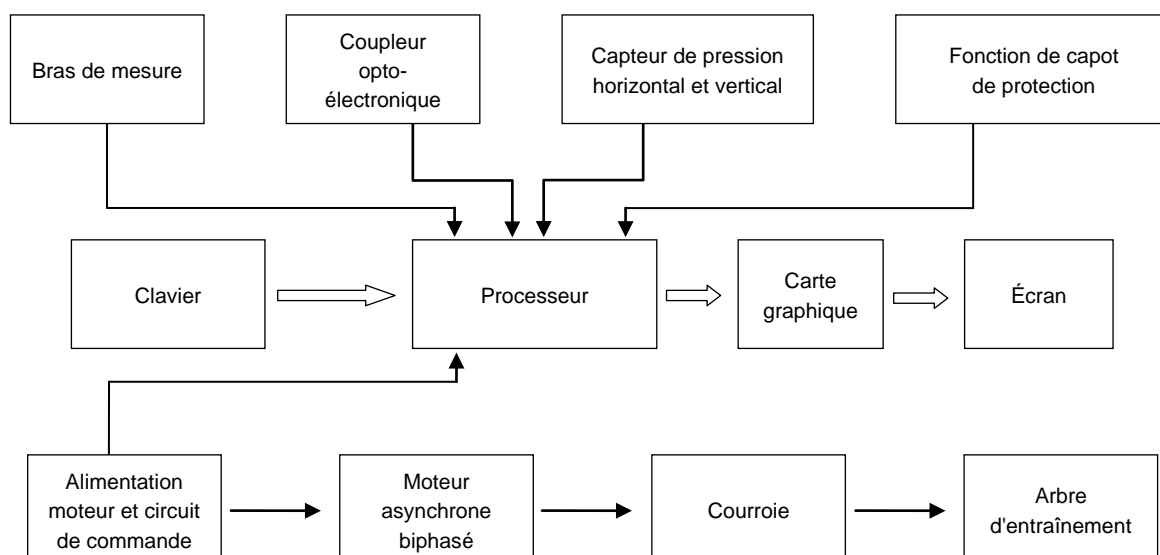 Bras de mesure
Coupleur
opto-
électronique
Capteur de pression
horizontal et vertical
Fonction de capot
de protection
Clavier
Processeur
Carte
graphique
Écran
Alimentation
moteur et circuit
de commande
Moteur
asynchrone
biphasé
Courroie
Arbre
d'entraînement